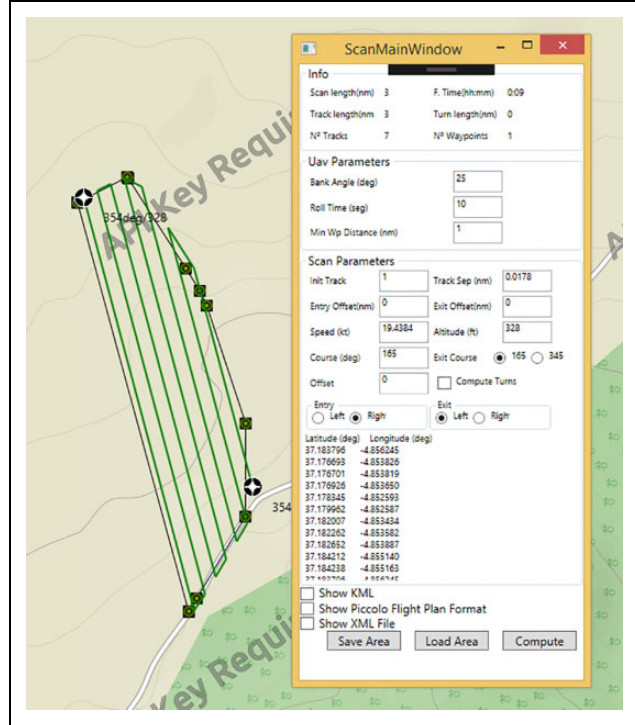 ScanMainWindow
Info
Scan length(nm) 3 F. Time(hh:mm) 0:09
Track length(nm 3 Turn length(nm) 0
Nº Tracks 7 Nº Waypoints 1
Uav Parameters
Bank Angle (deg) 25
Roll Time (seg) 10
Min Wp Distance (nm) 1
Scan Parameters
Init Track 1 Track Sep (nm) 0.0178
Entry Offset(nm) 0 Exit Offset(nm) 0
Speed (kt) 19.4384 Altitude (ft) 328
Course (deg) 165 Exit Course 165 345
Offset 0 Compute Turns
Entry Exit
Left Righ Left Righ
Latitude (deg) Longitude (deg)
37.183796 -4.856245
37.176693 -4.853826
37.176701 -4.853819
37.176926 -4.853650
37.178345 -4.852593
37.179962 -4.852587
37.182007 -4.853434
37.182262 -4.853582
37.182652 -4.853887
37.184212 -4.855140
37.184238 -4.855163
37.183796 -4.856245
Show KML
Show Piccolo Flight Plan Format
Show XML File
Save Area Load Area Compute
354deg/328
354
API Key Requi
Key Requi